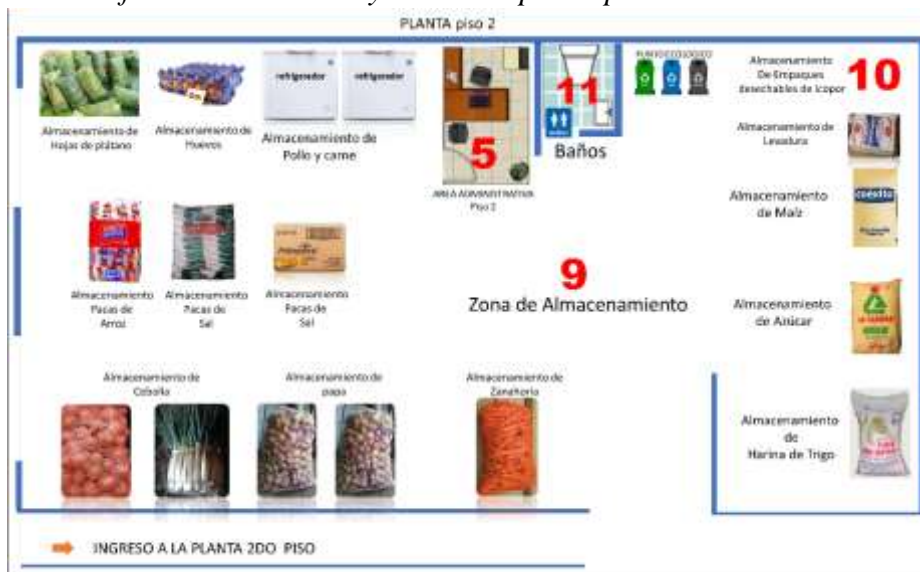 PLANTA piso 2
Almacenamiento de
Hojas de plátano
Almacenamiento de
Huevos
refrigerador
refrigerador
Almacenamiento de
Pollo y carne
5
AREA ADMINISTRATIVA
Piso 2
11
Baños
PUNTO ECOLOGICO
Almacenamiento
De Empaques
desechables de Icopor
10
Almacenamiento de
Levadura
Almacenamiento
de Maíz
Almacenamiento
Pacas de
Arroz
Almacenamiento
Pacas de
Sal
Almacenamiento
Pacas de
Sal
9
Zona de Almacenamiento
Almacenamiento
de Azúcar
Almacenamiento de
Cebolla
Almacenamiento de
papa
Almacenamiento de
Zanahoria
Almacenamiento
de
Harina de Trigo
INGRESO A LA PLANTA 2DO PISO